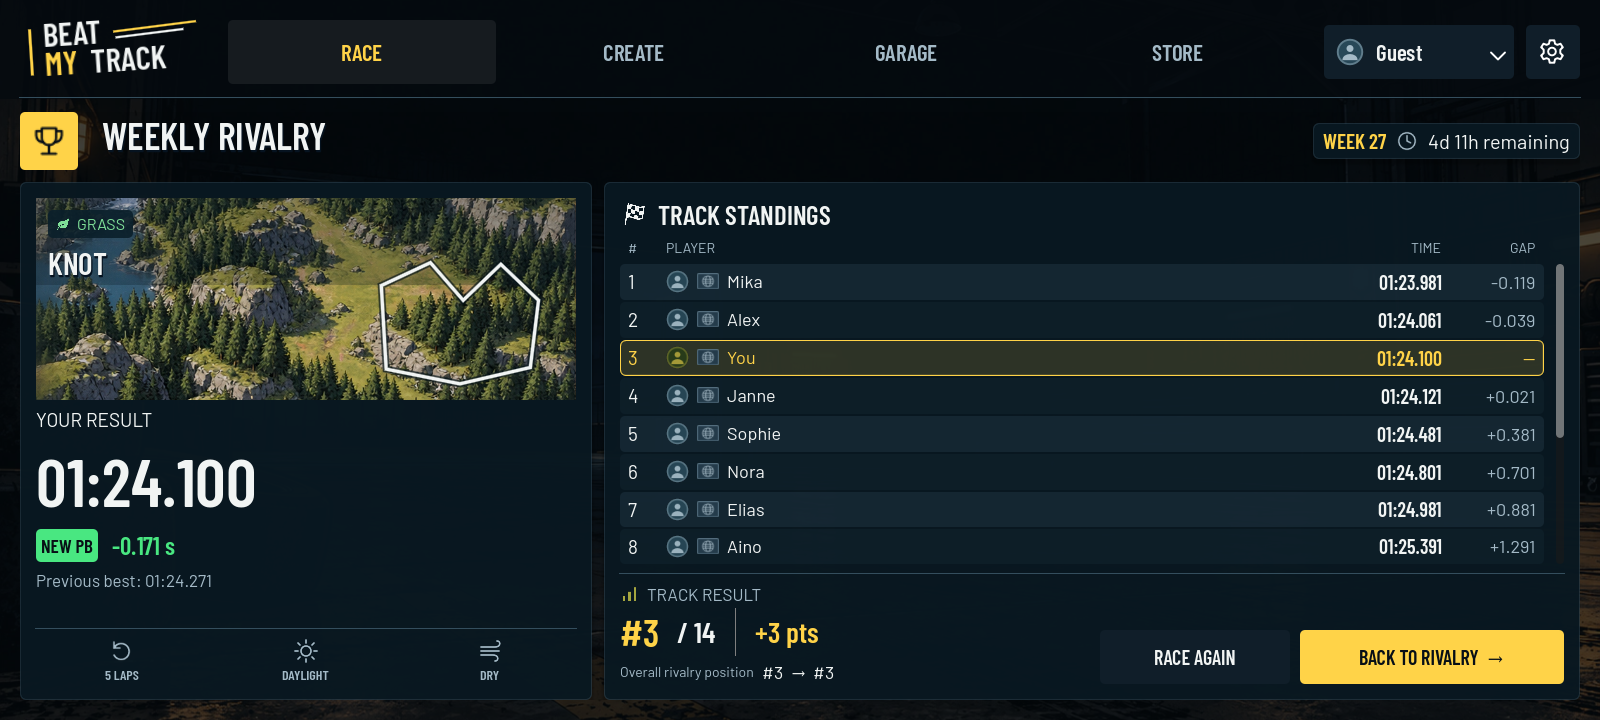 BEAT
MY TRACK
RACE
CREATE
GARAGE
STORE
Guest
WEEKLY RIVALRY
WEEK 27 4d 11h remaining
GRASS
KNOT
YOUR RESULT
01:24.100
NEW PB -0.171 s
Previous best: 01:24.271
5 LAPS
DAYLIGHT
DRY
TRACK STANDINGS
# PLAYER TIME GAP
1 Mika 01:23.981 -0.119
2 Alex 01:24.061 -0.039
3 You 01:24.100 —
4 Janne 01:24.121 +0.021
5 Sophie 01:24.481 +0.381
6 Nora 01:24.801 +0.701
7 Elias 01:24.981 +0.881
8 Aino 01:25.391 +1.291
TRACK RESULT
#3 / 14 +3 pts
Overall rivalry position #3 → #3
RACE AGAIN
BACK TO RIVALRY →